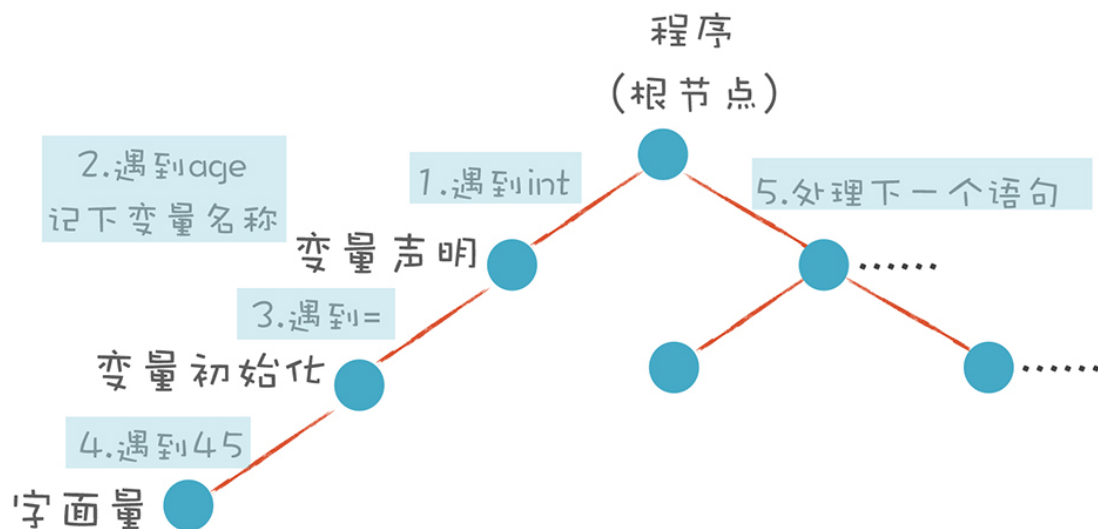 程序
(根节点)
2.遇到age
记下变量名称
1.遇到int
5.处理下一个语句
变量声明
......
3.遇到=
变量初始化
......
4.遇到45
字面量